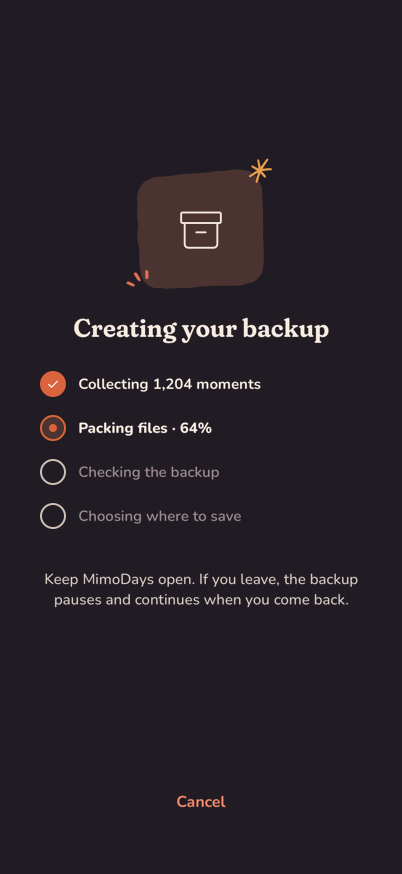 Creating your backup
Collecting 1,204 moments
Packing files · 64%
Checking the backup
Choosing where to save
Keep MimoDays open. If you leave, the backup
pauses and continues when you come back.
Cancel